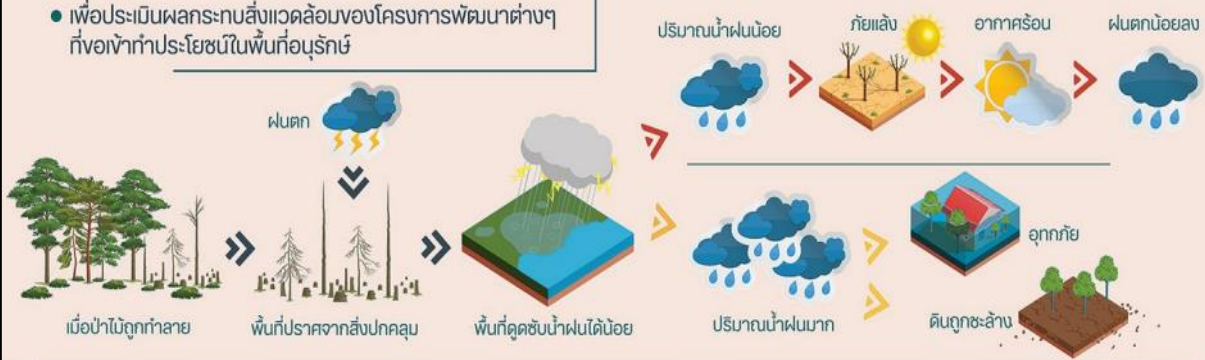 • เพื่อประเมินผลกระทบสิ่งแวดล้อมของโครงการพัฒนาต่างๆ
ที่ขอเข้าทำประโยชน์ในพื้นที่อนุรักษ์
ปริมาณน้ำฝนน้อย
ภัยแล้ง
อากาศร้อน
ฝนตกน้อยลง
ฝนตก
เมื่อป่าไม้ถูกทำลาย
พื้นที่ปราศจากสิ่งปกคลุม
พื้นที่ดูดซับน้ำฝนได้น้อย
ปริมาณน้ำฝนมาก
อุทกภัย
ดินถูกชะล้าง